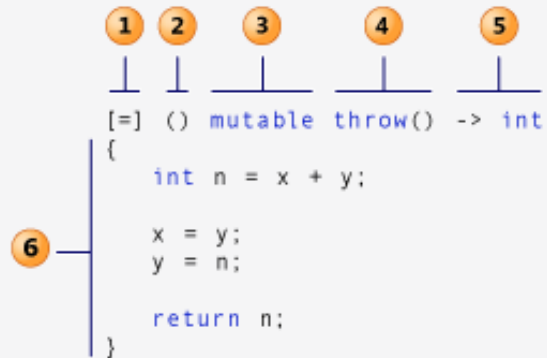 1 2 3 4 5
[=] () mutable throw() -> int
{
int n = x + y;
x = y;
6
y = n;
return n;
}